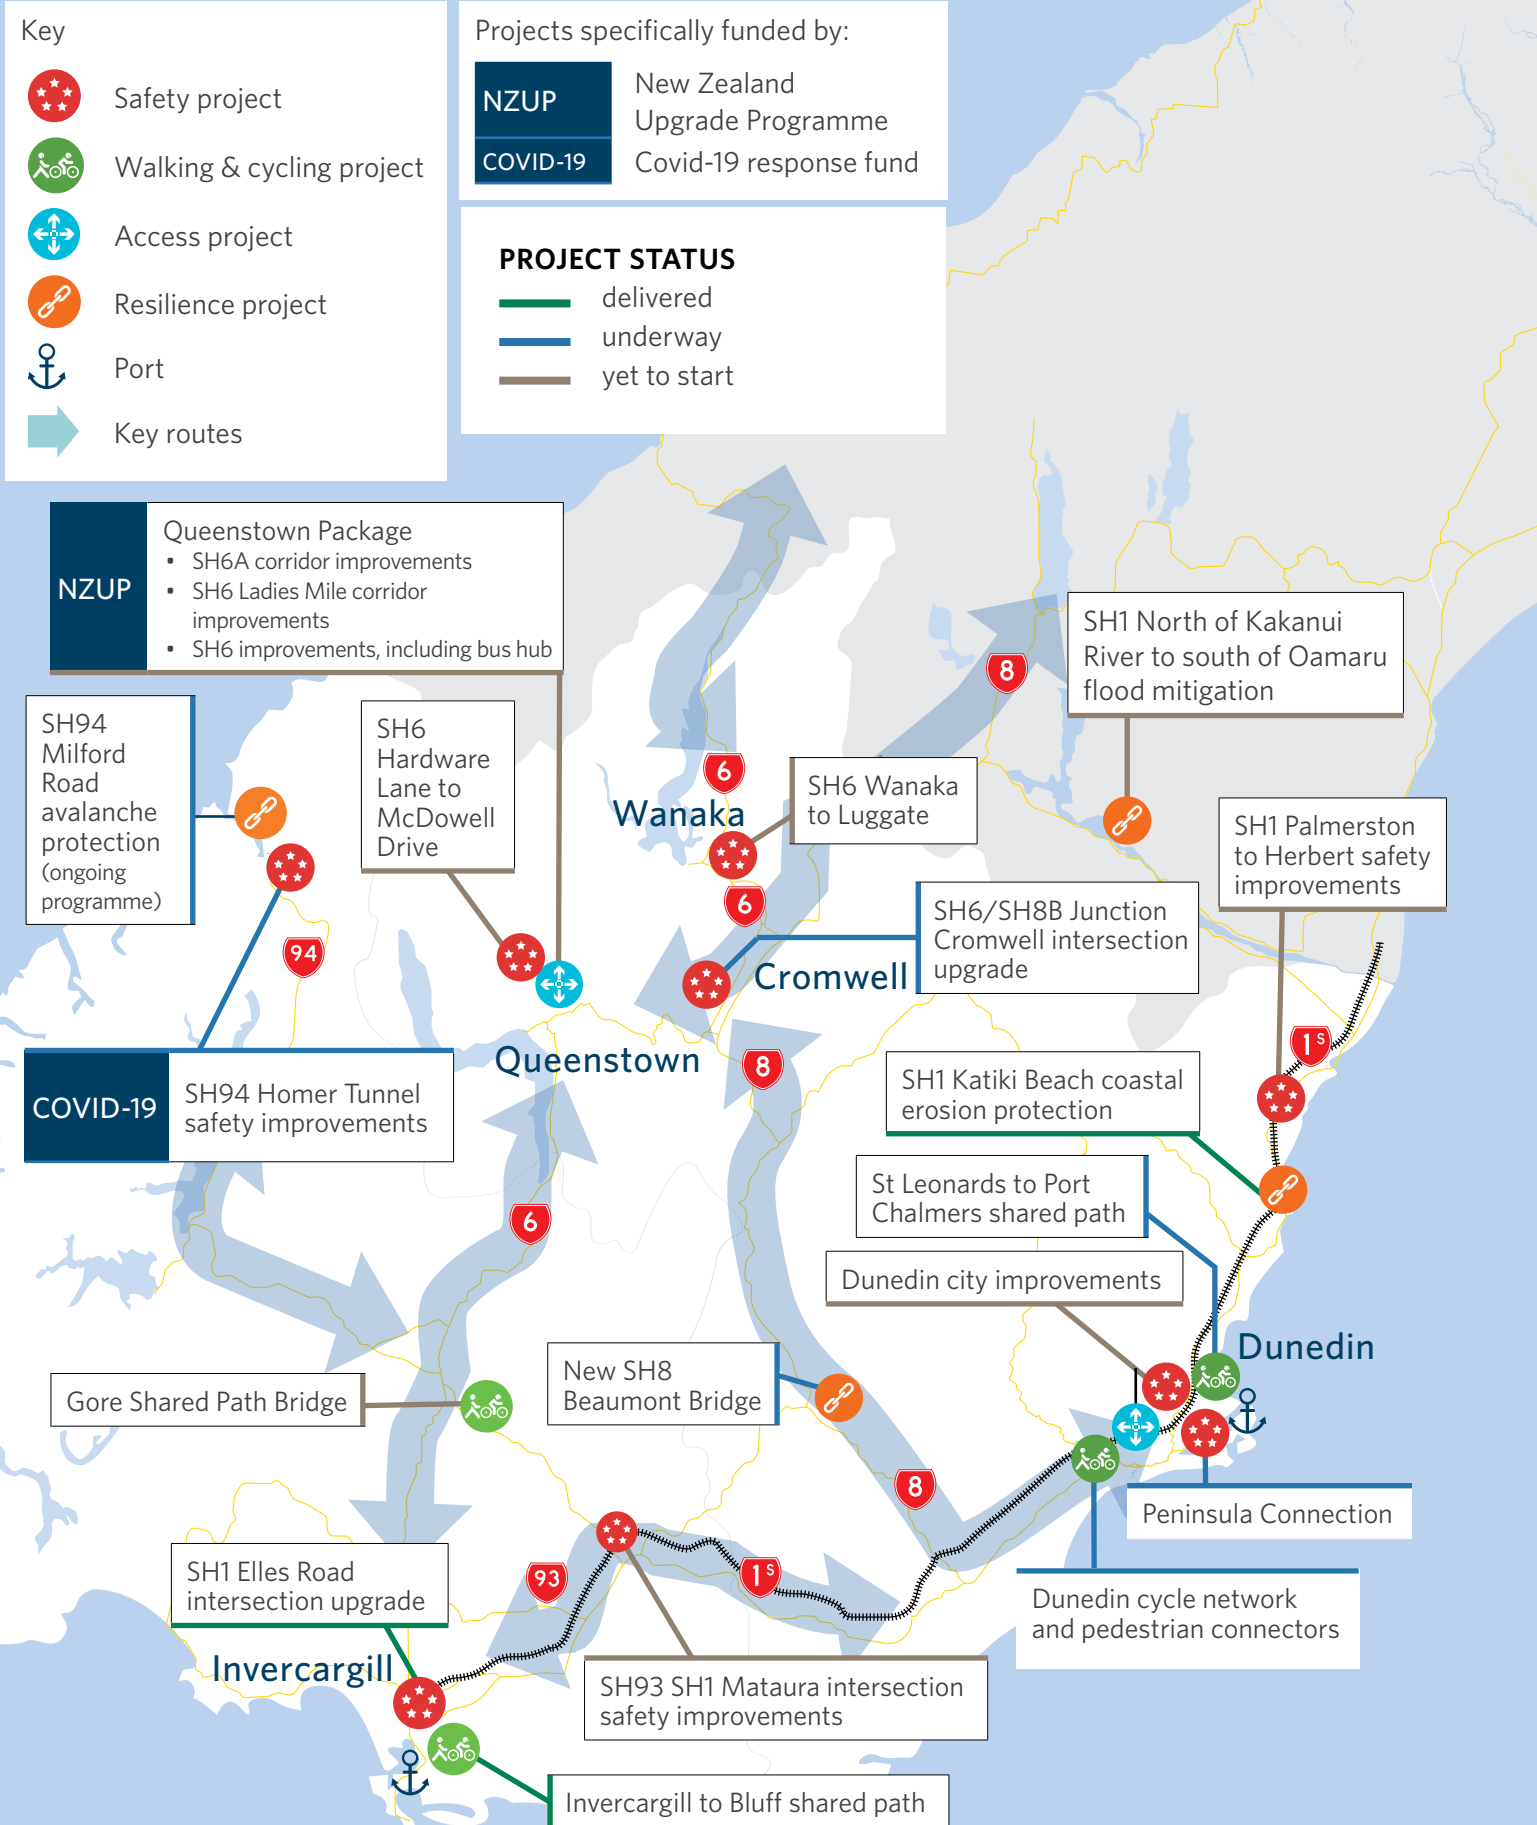 Key
Safety project
Walking & cycling project
Access project
Resilience project
Port
Key routes
Projects specifically funded by:
NZUP
New Zealand
Upgrade Programme
COVID-19
Covid-19 response fund
PROJECT STATUS
delivered
underway
yet to start
NZUP
Queenstown Package
• SH6A corridor improvements
• SH6 Ladies Mile corridor
improvements
• SH6 improvements, including bus hub
SH94
Milford
Road
avalanche
protection
(ongoing
programme)
SH6
Hardware
Lane to
McDowell
Drive
SH1 North of Kakanui
River to south of Oamaru
flood mitigation
8
6
Wanaka
SH6 Wanaka
to Luggate
SH1 Palmerston
to Herbert safety
improvements
6
SH6/SH8B Junction
Cromwell intersection
upgrade
94
Cromwell
Queenstown
8
1S
COVID-19
SH94 Homer Tunnel
safety improvements
SH1 Katiki Beach coastal
erosion protection
St Leonards to Port
Chalmers shared path
6
Dunedin city improvements
Dunedin
New SH8
Beaumont Bridge
Gore Shared Path Bridge
8
Peninsula Connection
SH1 Elles Road
intersection upgrade
93
1S
Dunedin cycle network
and pedestrian connectors
Invercargill
SH93 SH1 Mataura intersection
safety improvements
Invercargill to Bluff shared path